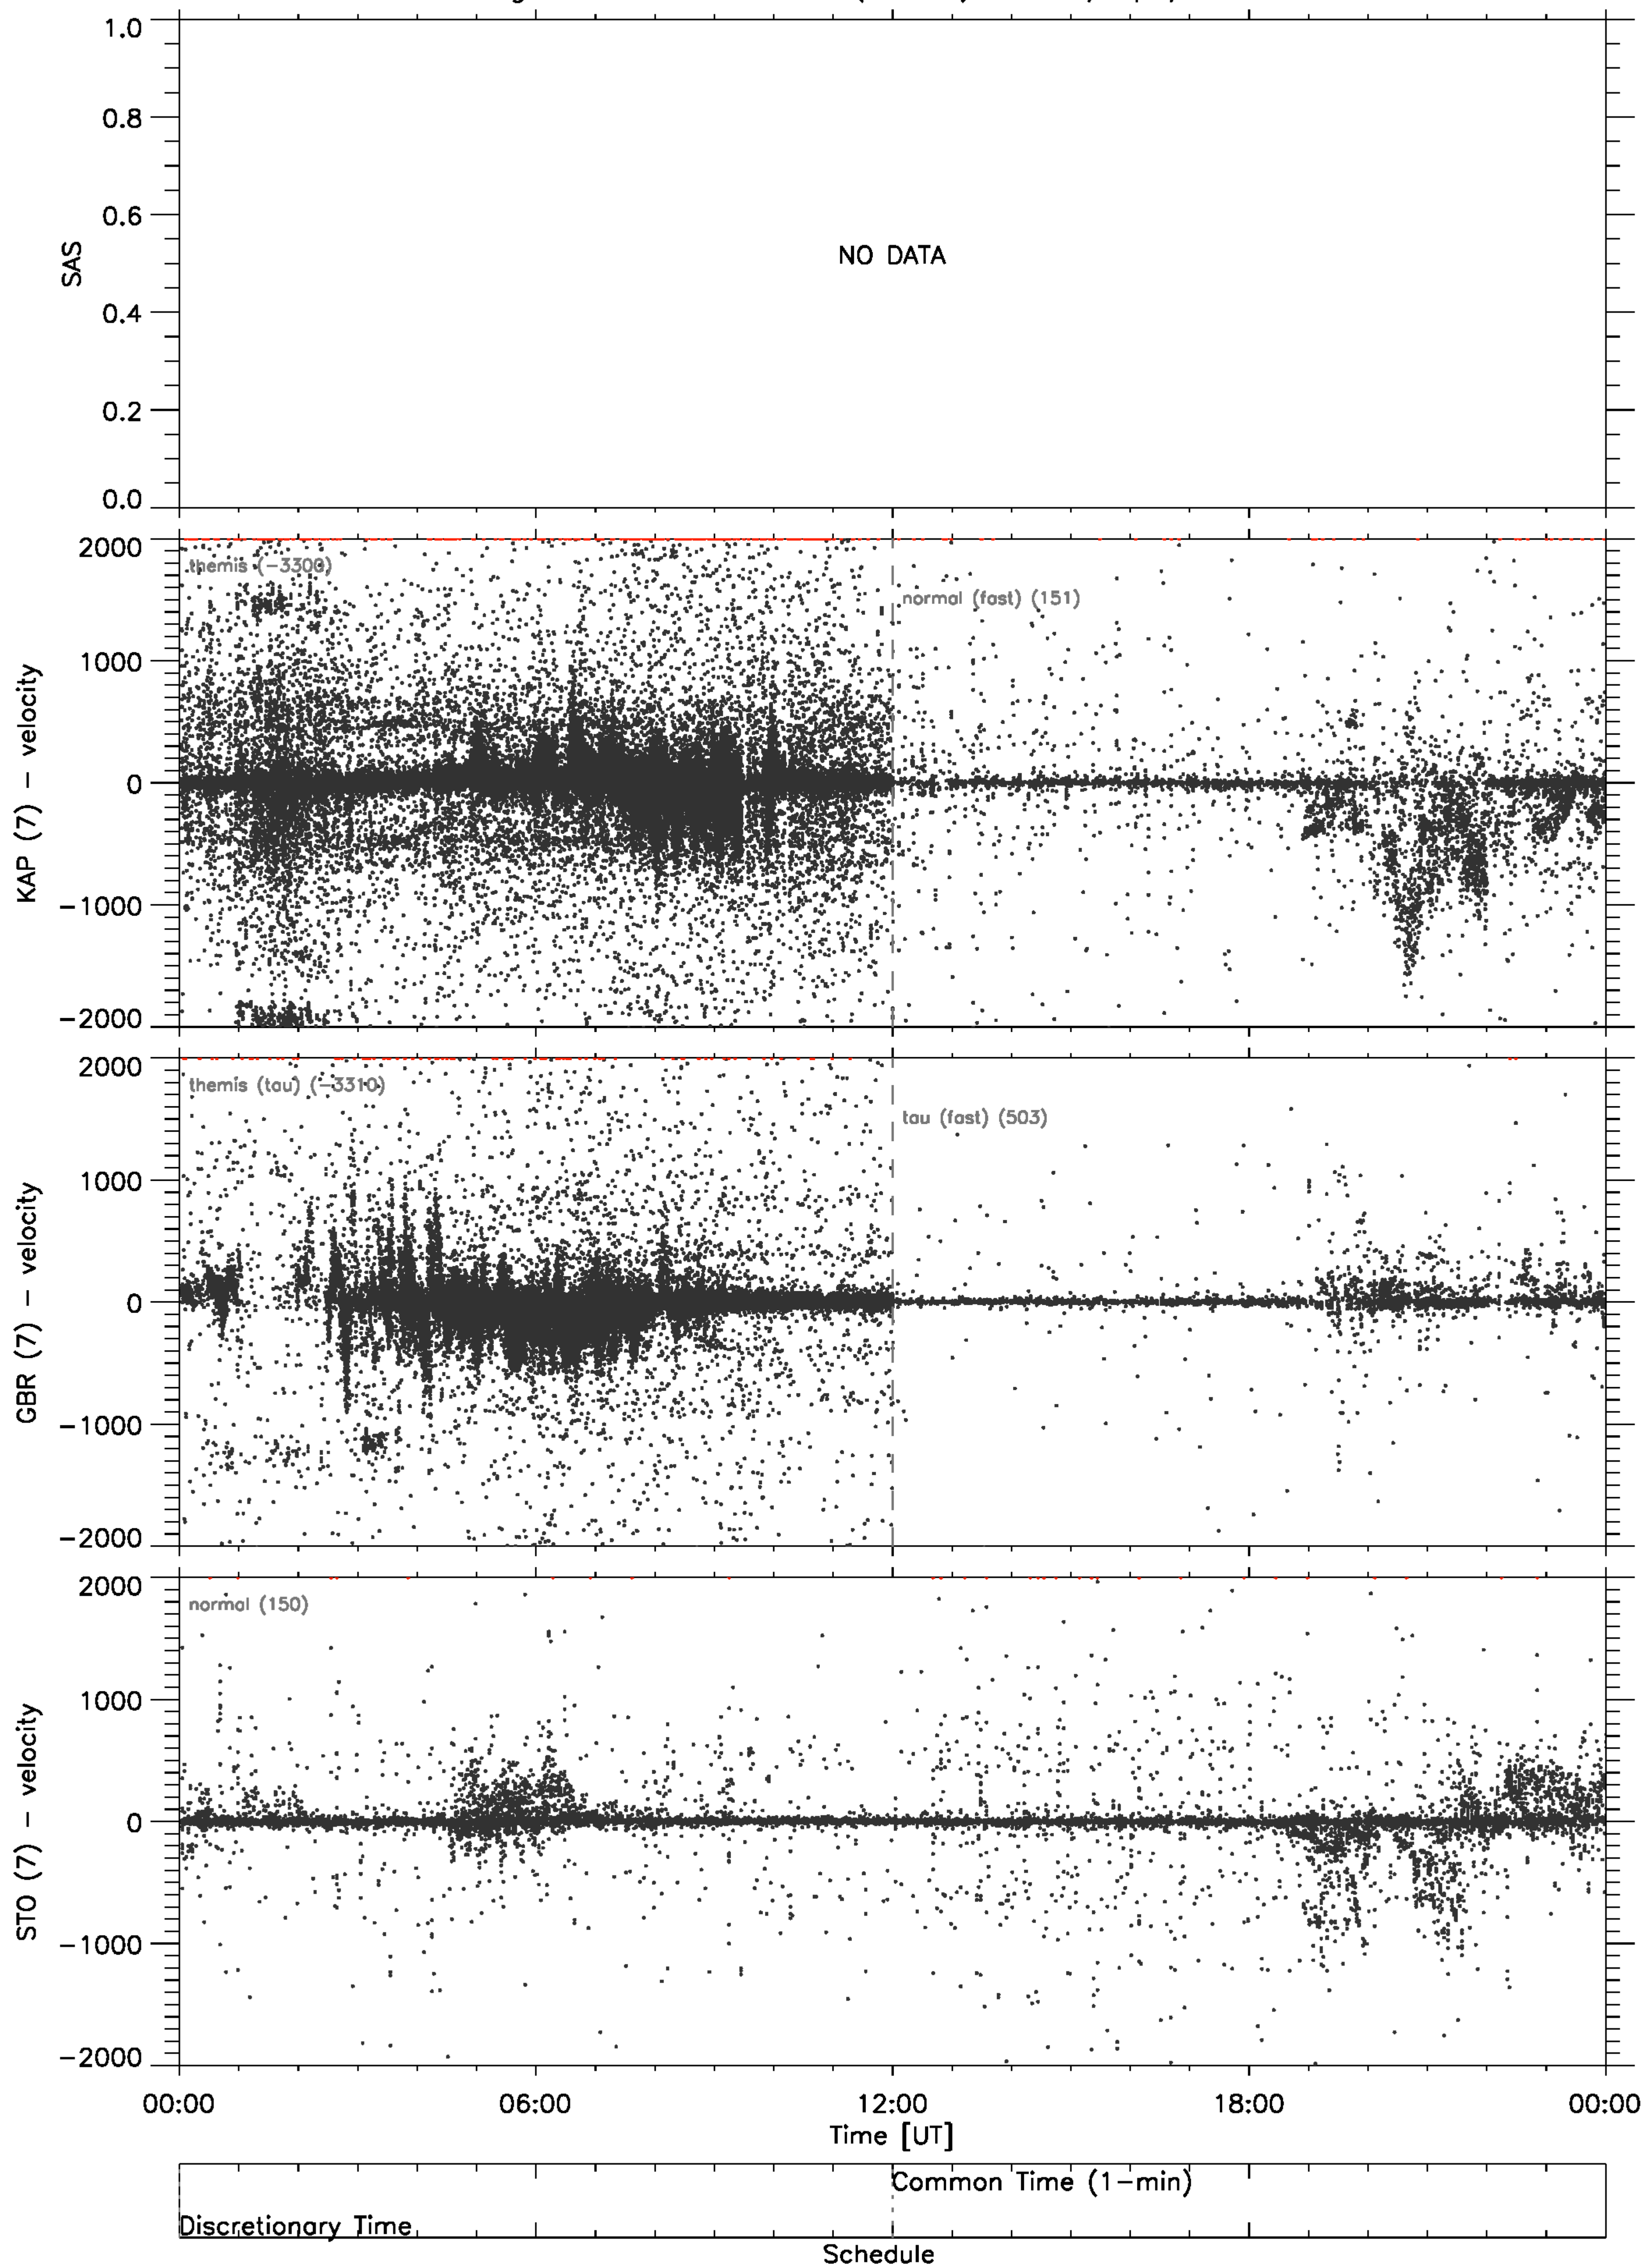 1.0
0.8
0.6
0.4
0.2
0.0
SAS
NO DATA
2000
1000
0
−1000
−2000
KAP (7) − velocity
themis (−3300)
normal (fast) (151)
2000
1000
0
−1000
−2000
GBR (7) − velocity
themis (tau) (−3310)
tau (fast) (503)
2000
1000
0
−1000
−2000
STO (7) − velocity
normal (150)
00:00 06:00 12:00 18:00 00:00
Time [UT]
Common Time (1−min)
Discretionary Time
Schedule